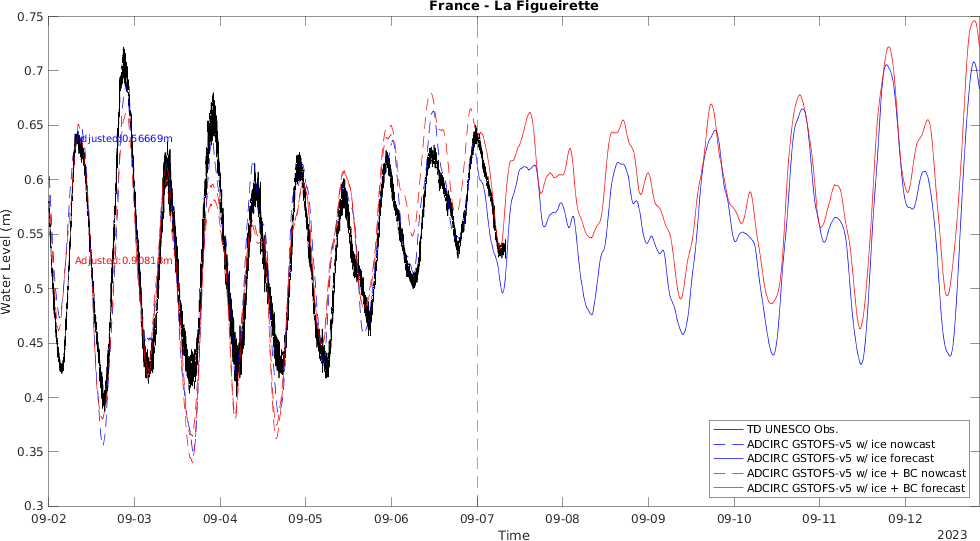 France - La Figueirette
Water Level (m)
0.75
0.7
0.65
0.6
0.55
0.5
0.45
0.4
0.35
0.3
Adjusted:0.56669m
Adjusted:0.90818m
TD UNESCO Obs.
ADCIRC GSTOFS-v5 w/ ice nowcast
ADCIRC GSTOFS-v5 w/ ice forecast
ADCIRC GSTOFS-v5 w/ ice + BC nowcast
ADCIRC GSTOFS-v5 w/ ice + BC forecast
09-02 09-03 09-04 09-05 09-06 09-07 09-08 09-09 09-10 09-11 09-12
Time
2023